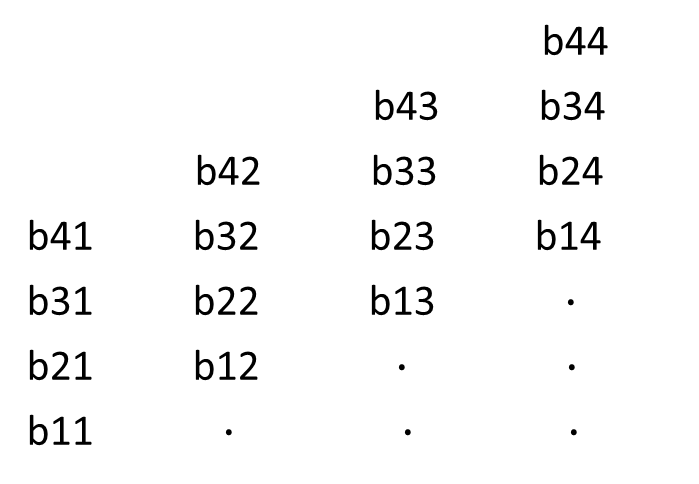 b44
b43 b34
b42 b33 b24
b41 b32 b23 b14
b31 b22 b13 ·
b21 b12 · ·
b11 · · ·